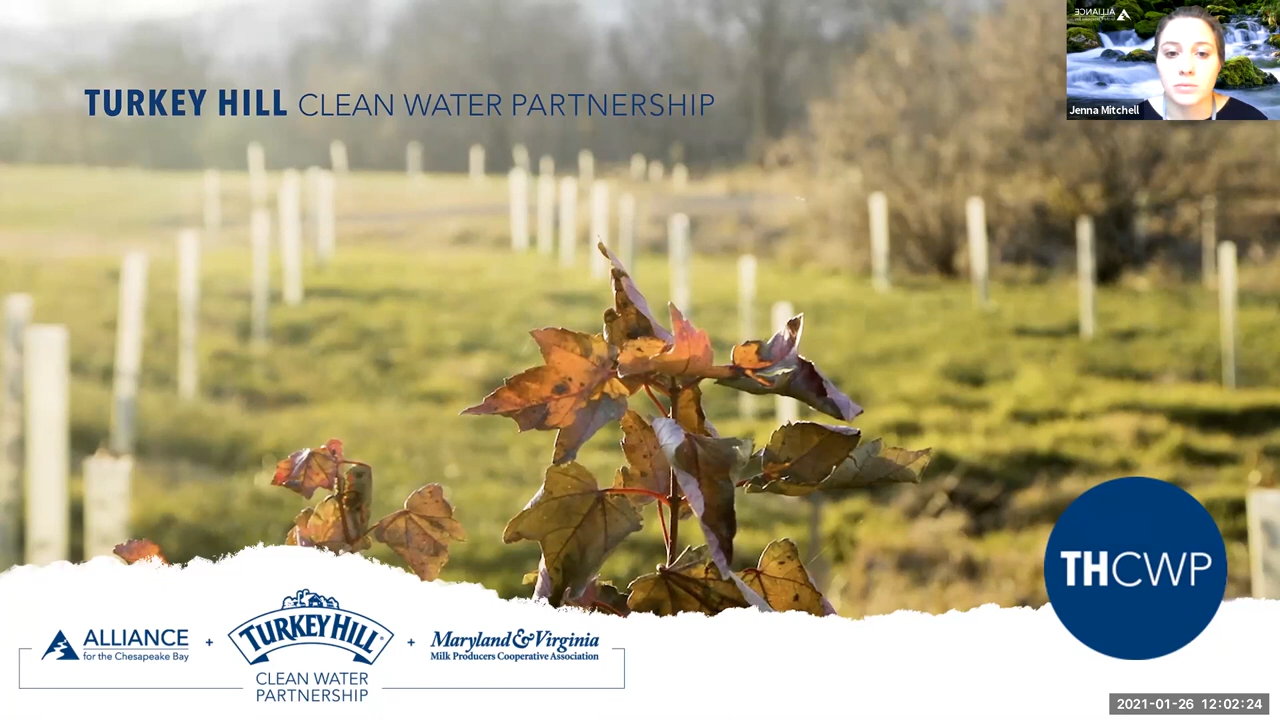 TURKEY HILL CLEAN WATER PARTNERSHIP
ALLIANCE
Jenna Mitchell
THCWP
ALLIANCE
for the Chesapeake Bay
+
TURKEY HILL
+
Maryland & Virginia
Milk Producers Cooperative Association
CLEAN WATER
PARTNERSHIP
2021-01-26 12:02:24